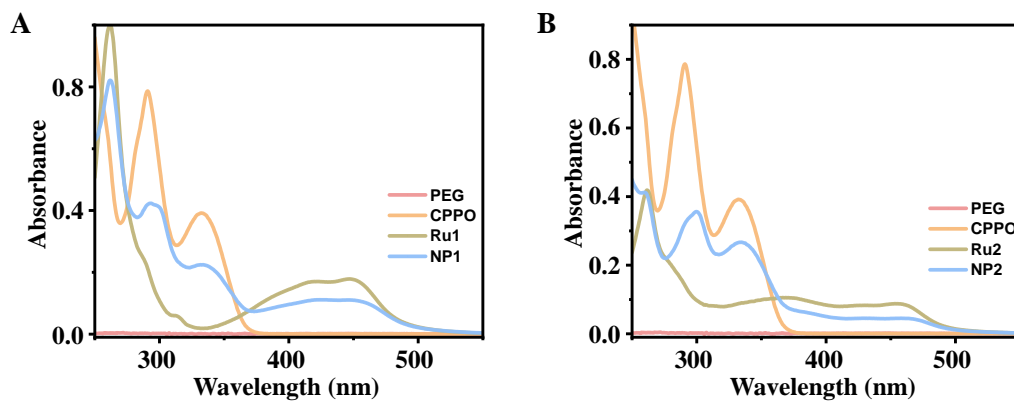 A
Absorbance
0.8
0.4
0.0
300
400
500
Wavelength (nm)
PEG
CPPO
Ru1
NP1
B
Absorbance
0.8
0.6
0.4
0.2
0.0
300
400
500
Wavelength (nm)
PEG
CPPO
Ru2
NP2